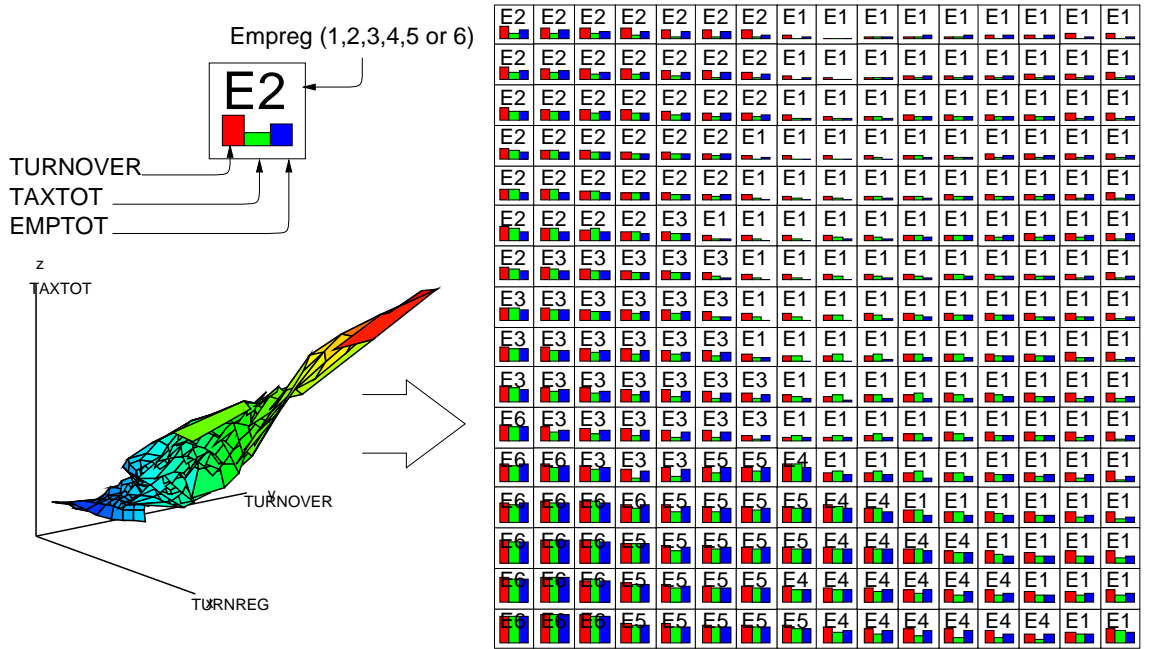 Empreg (1,2,3,4,5 or 6)
E2
TURNOVER
TAXTOT
EMPTOT
z
TAXTOT
y
TURNOVER
x
TURNREG
E2 E2 E2 E2 E2 E2 E2 E1 E1 E1 E1 E1 E1 E1 E1 E1
E2 E2 E2 E2 E2 E2 E2 E1 E1 E1 E1 E1 E1 E1 E1 E1
E2 E2 E2 E2 E2 E2 E2 E1 E1 E1 E1 E1 E1 E1 E1 E1
E2 E2 E2 E2 E2 E2 E1 E1 E1 E1 E1 E1 E1 E1 E1 E1
E2 E2 E2 E2 E2 E2 E1 E1 E1 E1 E1 E1 E1 E1 E1 E1
E2 E2 E2 E2 E3 E1 E1 E1 E1 E1 E1 E1 E1 E1 E1 E1
E2 E3 E3 E3 E3 E3 E1 E1 E1 E1 E1 E1 E1 E1 E1 E1
E3 E3 E3 E3 E3 E3 E1 E1 E1 E1 E1 E1 E1 E1 E1 E1
E3 E3 E3 E3 E3 E3 E1 E1 E1 E1 E1 E1 E1 E1 E1 E1
E3 E3 E3 E3 E3 E3 E3 E1 E1 E1 E1 E1 E1 E1 E1 E1
E6 E3 E3 E3 E3 E3 E3 E1 E1 E1 E1 E1 E1 E1 E1 E1
E6 E6 E3 E3 E3 E5 E5 E4 E1 E1 E1 E1 E1 E1 E1 E1
E6 E6 E6 E6 E5 E5 E5 E5 E4 E4 E1 E1 E1 E1 E1 E1
E6 E6 E6 E5 E5 E5 E5 E5 E4 E4 E4 E4 E1 E1 E1 E1
E6 E6 E6 E5 E5 E5 E5 E4 E4 E4 E4 E4 E4 E1 E1 E1
E6 E6 E6 E5 E5 E5 E5 E5 E4 E4 E4 E4 E4 E4 E1 E1